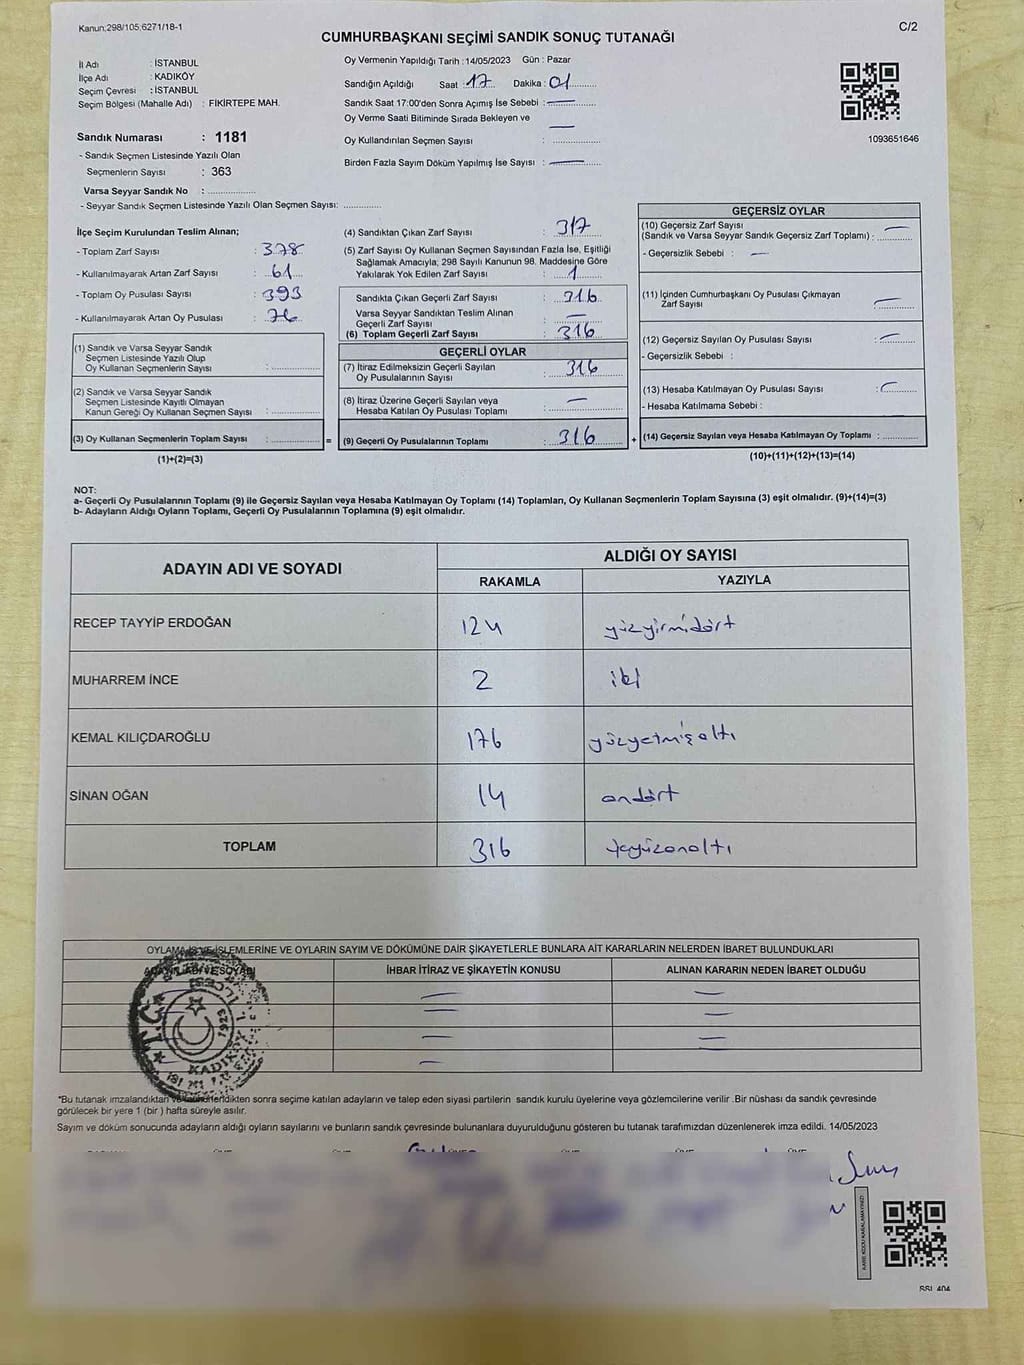 Kanun;298/105;6271/18-1
C/2
CUMHURBAŞKANI SEÇİMİ SANDIK SONUÇ TUTANAĞI
İl Adı : İSTANBUL
İlçe Adı : KADIKÖY
Seçim Çevresi : İSTANBUL
Seçim Bölgesi (Mahalle Adı) : FİKİRTEPE MAH.
Sandık Numarası : 1181
- Sandık Seçmen Listesinde Yazılı Olan
Seçmenlerin Sayısı : 363
Varsa Seyyar Sandık No : ...............
- Seyyar Sandık Seçmen Listesinde Yazılı Olan Seçmen Sayısı: ............
Oy Vermenin Yapıldığı Tarih :14/05/2023 Gün : Pazar
Sandığın Açıldığı Saat : 17 Dakika : 01
Sandık Saat 17:00'den Sonra Açımış İse Sebebi : —
Oy Verme Saati Bitiminde Sırada Bekleyen ve —
Oy Kullandırılan Seçmen Sayısı : —
Birden Fazla Sayım Döküm Yapılmış İse Sayısı : —
1093651646
İlçe Seçim Kurulundan Teslim Alınan;
- Toplam Zarf Sayısı : 378
- Kullanılmayarak Artan Zarf Sayısı : 61
- Toplam Oy Pusulası Sayısı : 393
- Kullanılmayarak Artan Oy Pusulası : 76
(1) Sandık ve Varsa Seyyar Sandık
Seçmen Listesinde Yazılı Olup
Oy Kullanan Seçmenlerin Sayısı : ...............
(2) Sandık ve Varsa Seyyar Sandık
Seçmen Listesinde Kayıtlı Olmayan
Kanun Gereği Oy Kullanan Seçmen Sayısı : ...............
(3) Oy Kullanan Seçmenlerin Toplam Sayısı : ............... =
(1)+(2)=(3)
(4) Sandıktan Çıkan Zarf Sayısı : 317
(5) Zarf Sayısı Oy Kullanan Seçmen Sayısından Fazla İse, Eşitliği
Sağlamak Amacıyla; 298 Sayılı Kanunun 98. Maddesine Göre
Yakılarak Yok Edilen Zarf Sayısı : 1
Sandıkta Çıkan Geçerli Zarf Sayısı : 316
Varsa Seyyar Sandıktan Teslim Alınan
Geçerli Zarf Sayısı : —
(6) Toplam Geçerli Zarf Sayısı : 316
GEÇERLİ OYLAR
(7) İtiraz Edilmeksizin Geçerli Sayılan
Oy Pusulalarının Sayısı : 316
(8) İtiraz Üzerine Geçerli Sayılan veya
Hesaba Katılan Oy Pusulası Toplamı : —
(9) Geçerli Oy Pusulalarının Toplamı : 316 +
GEÇERSİZ OYLAR
(10) Geçersiz Zarf Sayısı
(Sandık ve Varsa Seyyar Sandık Geçersiz Zarf Toplamı) : —
- Geçersizlik Sebebi : —
(11) İçinden Cumhurbaşkanı Oy Pusulası Çıkmayan
Zarf Sayısı : —
(12) Geçersiz Sayılan Oy Pusulası Sayısı : —
- Geçersizlik Sebebi :
(13) Hesaba Katılmayan Oy Pusulası Sayısı : —
- Hesaba Katılmama Sebebi :
(14) Geçersiz Sayılan veya Hesaba Katılmayan Oy Toplamı : ............
(10)+(11)+(12)+(13)=(14)
NOT:
a- Geçerli Oy Pusulalarının Toplamı (9) ile Geçersiz Sayılan veya Hesaba Katılmayan Oy Toplamı (14) Toplamları, Oy Kullanan Seçmenlerin Toplam Sayısına (3) eşit olmalıdır. (9)+(14)=(3)
b- Adayların Aldığı Oyların Toplamı, Geçerli Oy Pusulalarının Toplamına (9) eşit olmalıdır.
ADAYIN ADI VE SOYADI
ALDIĞI OY SAYISI
RAKAMLA YAZIYLA
RECEP TAYYİP ERDOĞAN 124 yüzyirmidört
MUHARREM İNCE 2 iki
KEMAL KILIÇDAROĞLU 176 yüzyetmişaltı
SİNAN OĞAN 14 ondört
TOPLAM 316 üçyüzonaltı
OYLAMA İŞ VE İŞLEMLERİNE VE OYLARIN SAYIM VE DÖKÜMÜNE DAİR ŞİKAYETLERLE BUNLARA AİT KARARLARIN NELERDEN İBARET BULUNDUKLARI
ADAYIN ADI VE SOYADI İHBAR İTİRAZ VE ŞİKAYETİN KONUSU ALINAN KARARIN NEDEN İBARET OLDUĞU
— —
— —
— —
—
T.C.
1923
KADIKÖY
*Bu tutanak imzalandıktan ve mühürlendikten sonra seçime katılan adayların ve talep eden siyasi partilerin sandık kurulu üyelerine veya gözlemcilerine verilir .Bir nüshası da sandık çevresinde
görülecek bir yere 1 (bir ) hafta süreyle asılır.
Sayım ve döküm sonucunda adayların aldığı oyların sayılarını ve bunların sandık çevresinde bulunanlara duyurulduğunu gösteren bu tutanak tarafımızdan düzenlenerek imza edildi. 14/05/2023
KARE KODU KARALAMAYINIZ!